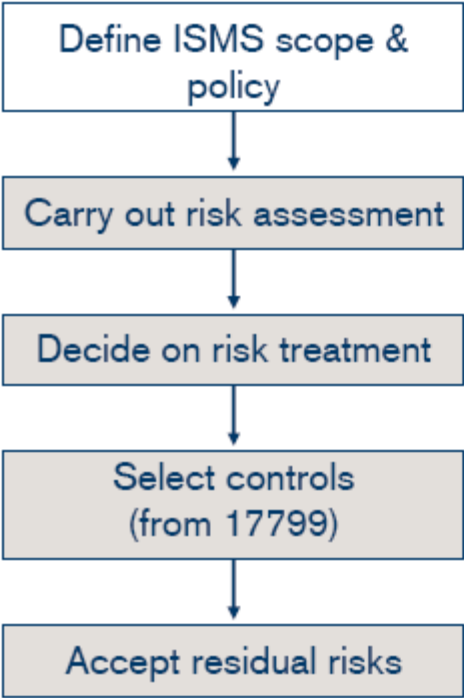 Define ISMS scope &
policy
Carry out risk assessment
Decide on risk treatment
Select controls
(from 17799)
Accept residual risks